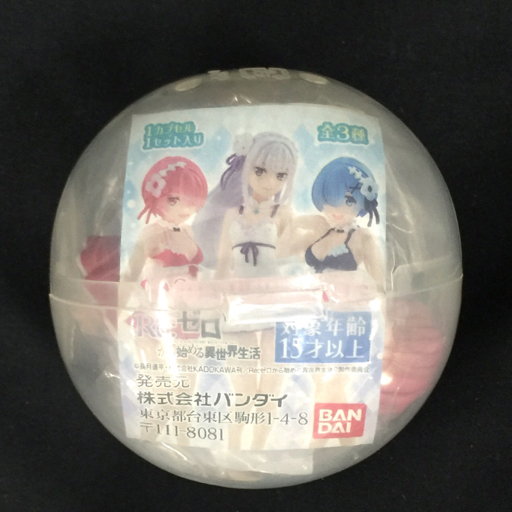 1カプセル
1セット入り
全3種
ゼロ
から始める異世界生活
対象年齢
15才以上
発売元
株式会社バンダイ
東京都台東区駒形1-4-8
〒111-8081
BAN
DAI